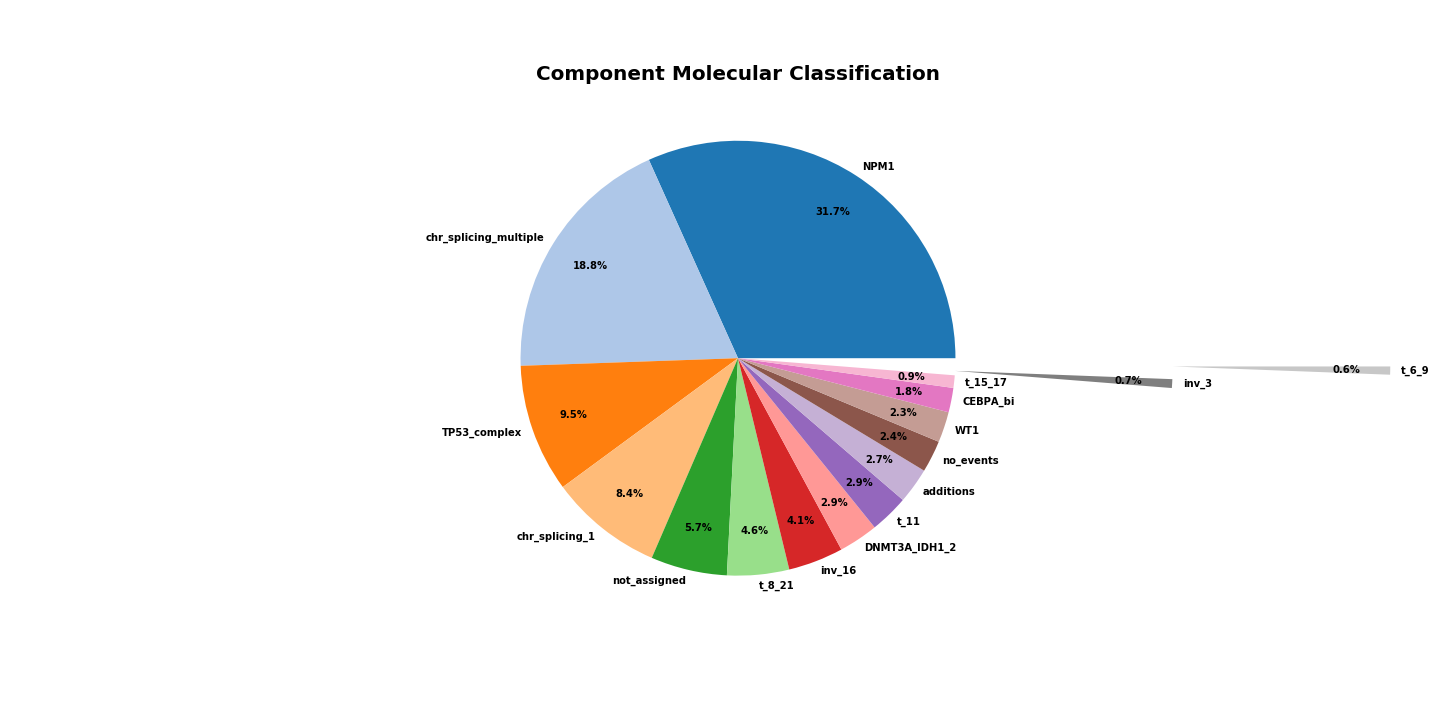 Component Molecular Classification
NPM1
31.7%
chr_splicing_multiple
18.8%
TP53_complex
9.5%
chr_splicing_1
8.4%
not_assigned
5.7%
t_8_21
4.6%
inv_16
4.1%
DNMT3A_IDH1_2
2.9%
t_11
2.9%
additions
2.7%
no_events
2.4%
WT1
2.3%
CEBPA_bi
1.8%
t_15_17
0.9%
inv_3
0.7%
t_6_9
0.6%